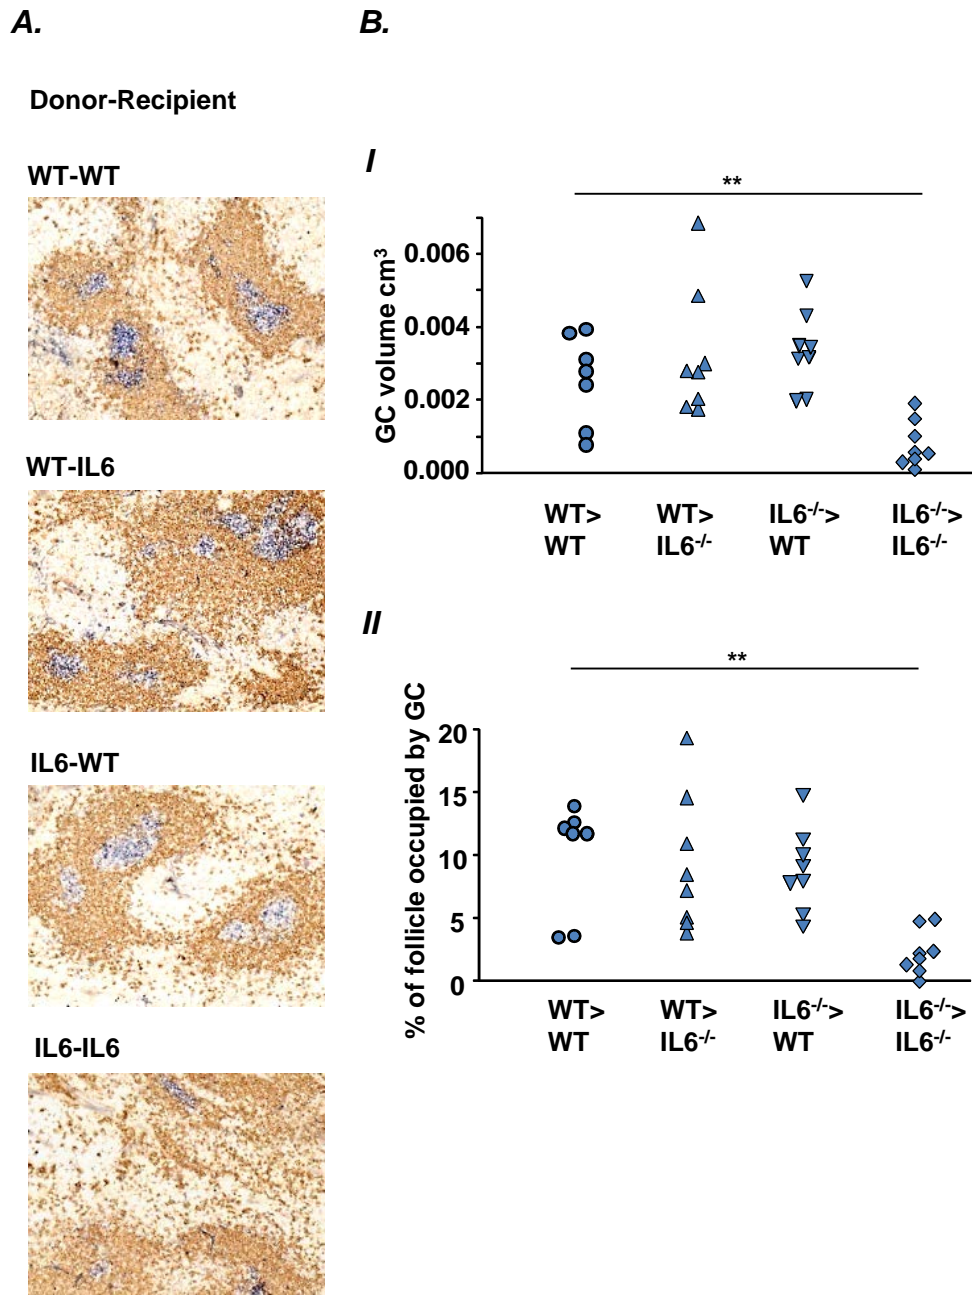 A.
B.
Donor-Recipient
WT-WT
WT-IL6
IL6-WT
IL6-IL6
I
**
GC volume cm³
0.006
0.004
0.002
0.000
WT>
WT
WT>
IL6⁻/⁻
IL6⁻/⁻>
WT
IL6⁻/⁻>
IL6⁻/⁻
II
**
% of follicle occupied by GC
20
15
10
5
0
WT>
WT
WT>
IL6⁻/⁻
IL6⁻/⁻>
WT
IL6⁻/⁻>
IL6⁻/⁻